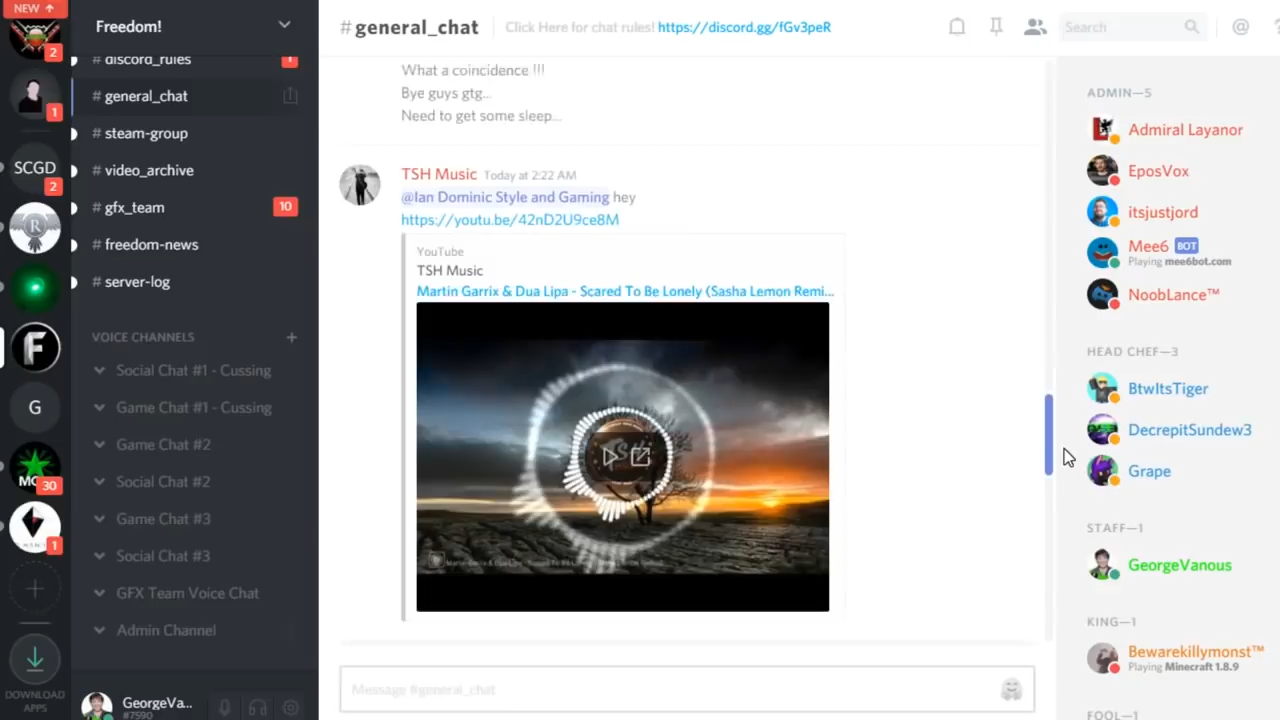 NEW ↑
2
1
SCGD
2
R
F
G
MC
30
1
DOWNLOAD
APPS
Freedom!
# discord_rules
1
# general_chat
# steam-group
# video_archive
# gfx_team
10
# freedom-news
# server-log
VOICE CHANNELS
Social Chat #1 - Cussing
Game Chat #1 - Cussing
Game Chat #2
Social Chat #2
Game Chat #3
Social Chat #3
GFX Team Voice Chat
Admin Channel
GeorgeVa...
#7590
#general_chat
Click Here for chat rules! https://discord.gg/fGv3peR
Search
What a coincidence !!!
Bye guys gtg...
Need to get some sleep...
TSH Music Today at 2:22 AM
@Ian Dominic Style and Gaming hey
https://youtu.be/42nD2U9ce8M
YouTube
TSH Music
Martin Garrix & Dua Lipa - Scared To Be Lonely (Sasha Lemon Remi...
Message #general_chat
ADMIN—5
Admiral Layanor
EposVox
itsjustjord
Mee6 BOT
Playing mee6bot.com
NoobLance™
HEAD CHEF—3
BtwItsTiger
DecrepitSundew3
Grape
STAFF—1
GeorgeVanous
KING—1
Bewarekillymonst™
Playing Minecraft 1.8.9
FOOL—1